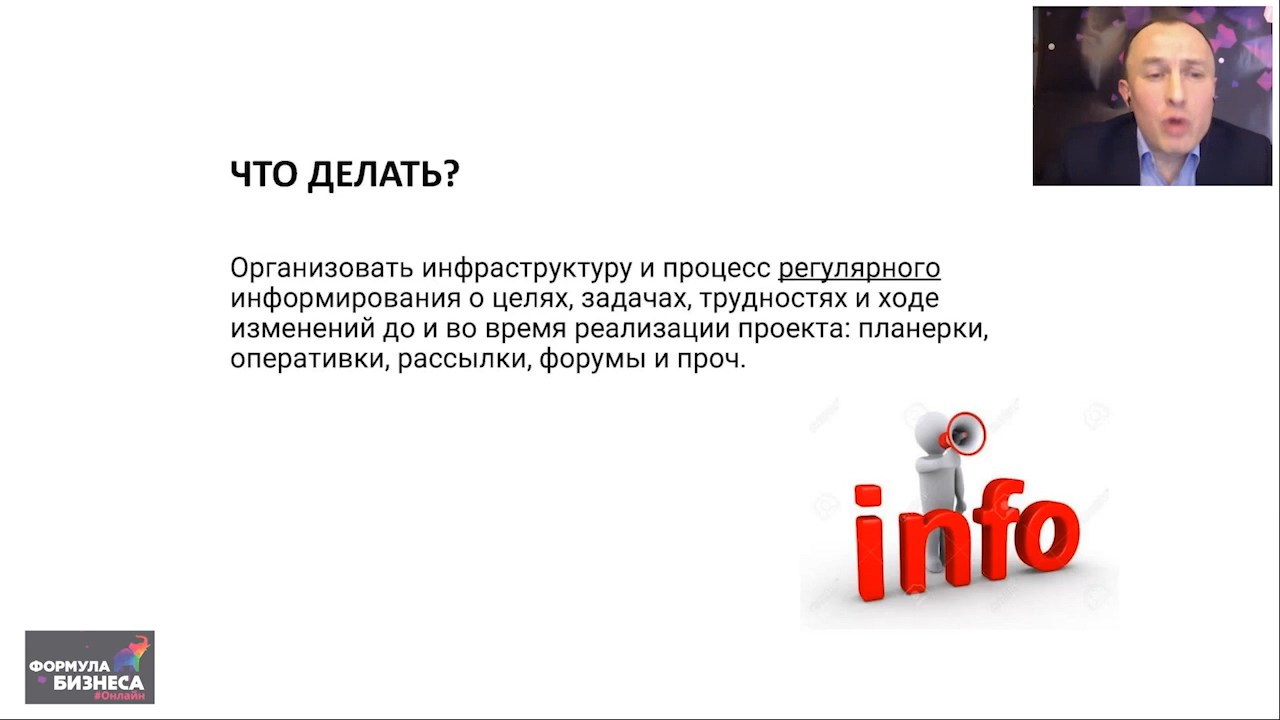 ЧТО ДЕЛАТЬ?
Организовать инфраструктуру и процесс регулярного
информирования о целях, задачах, трудностях и ходе
изменений до и во время реализации проекта: планерки,
оперативки, рассылки, форумы и проч.
info
ФОРМУЛА
БИЗНЕСА
#Онлайн